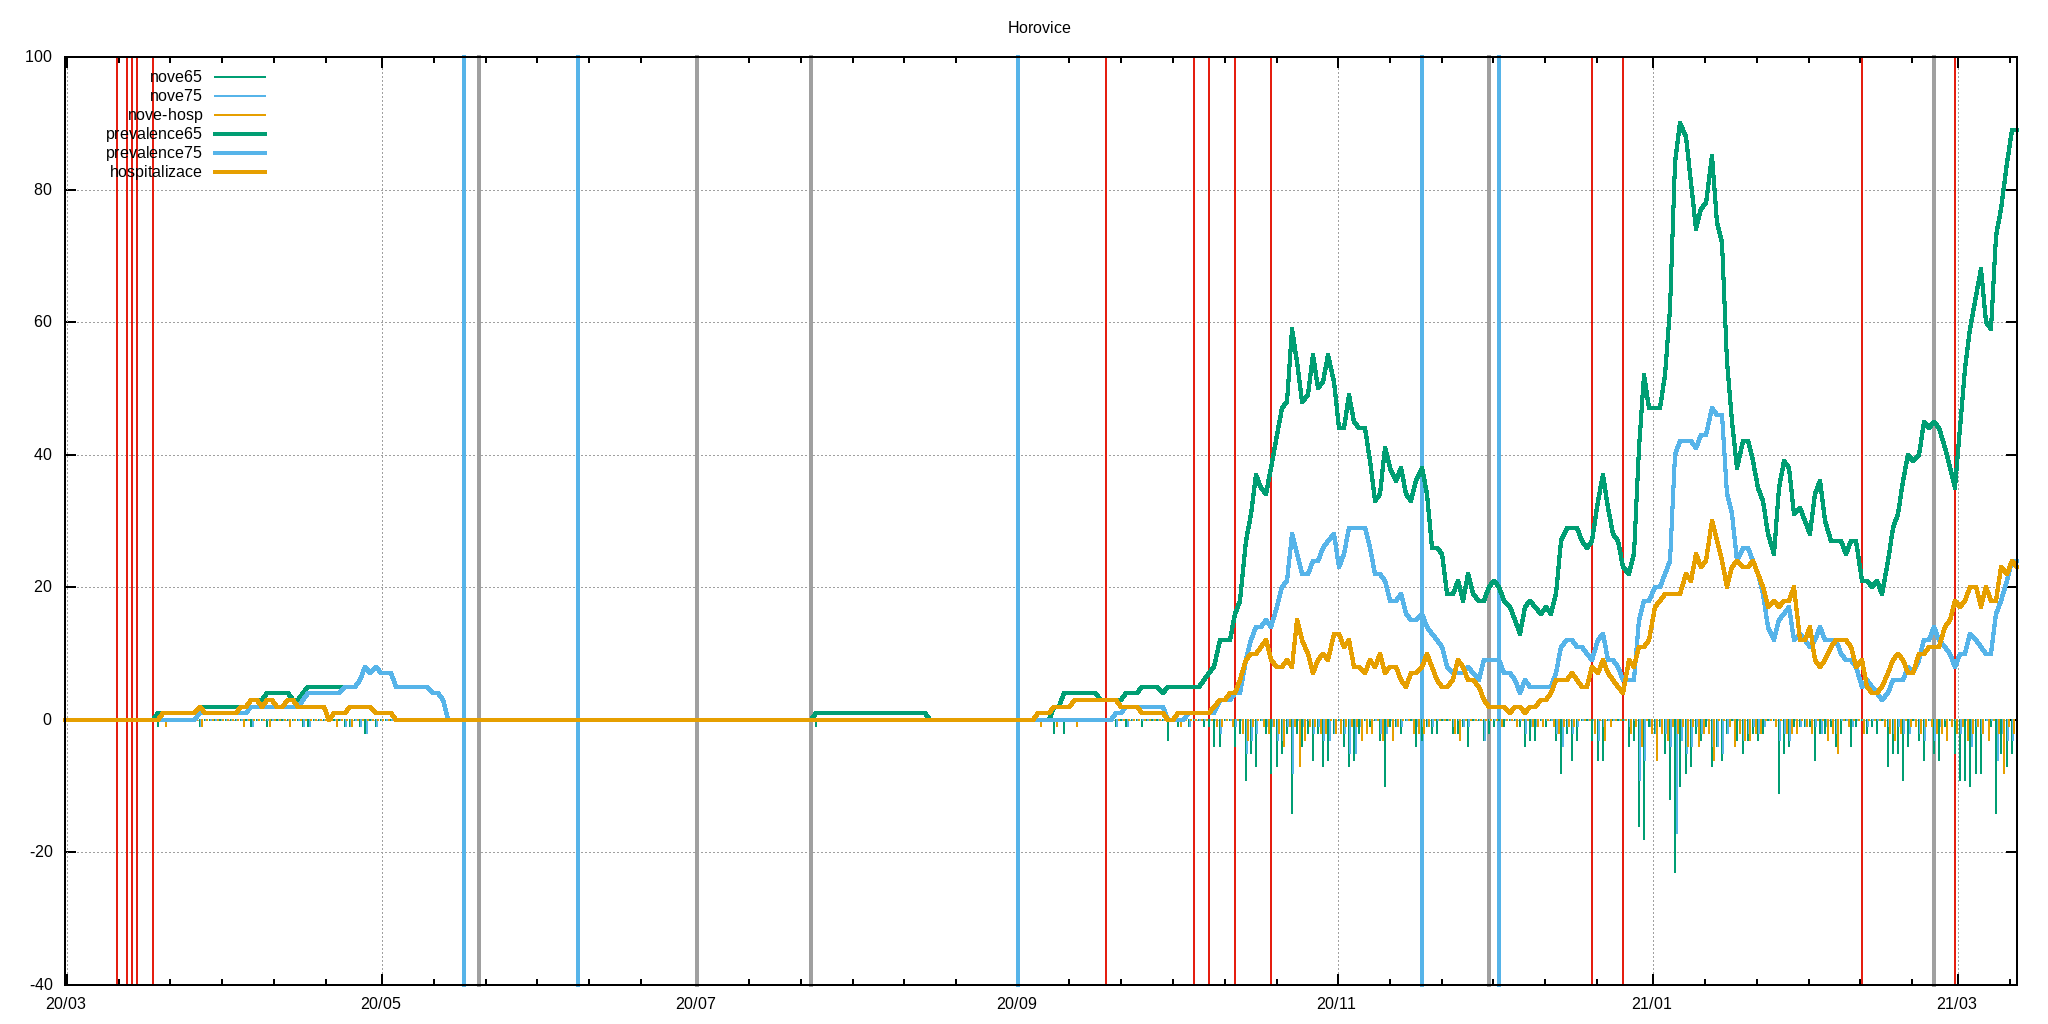 Horovice
100
nove65
nove75
nove-hosp
prevalence65
prevalence75
hospitalizace
80
60
40
20
0
-20
-40
20/03 20/05 20/07 20/09 20/11 21/01 21/03